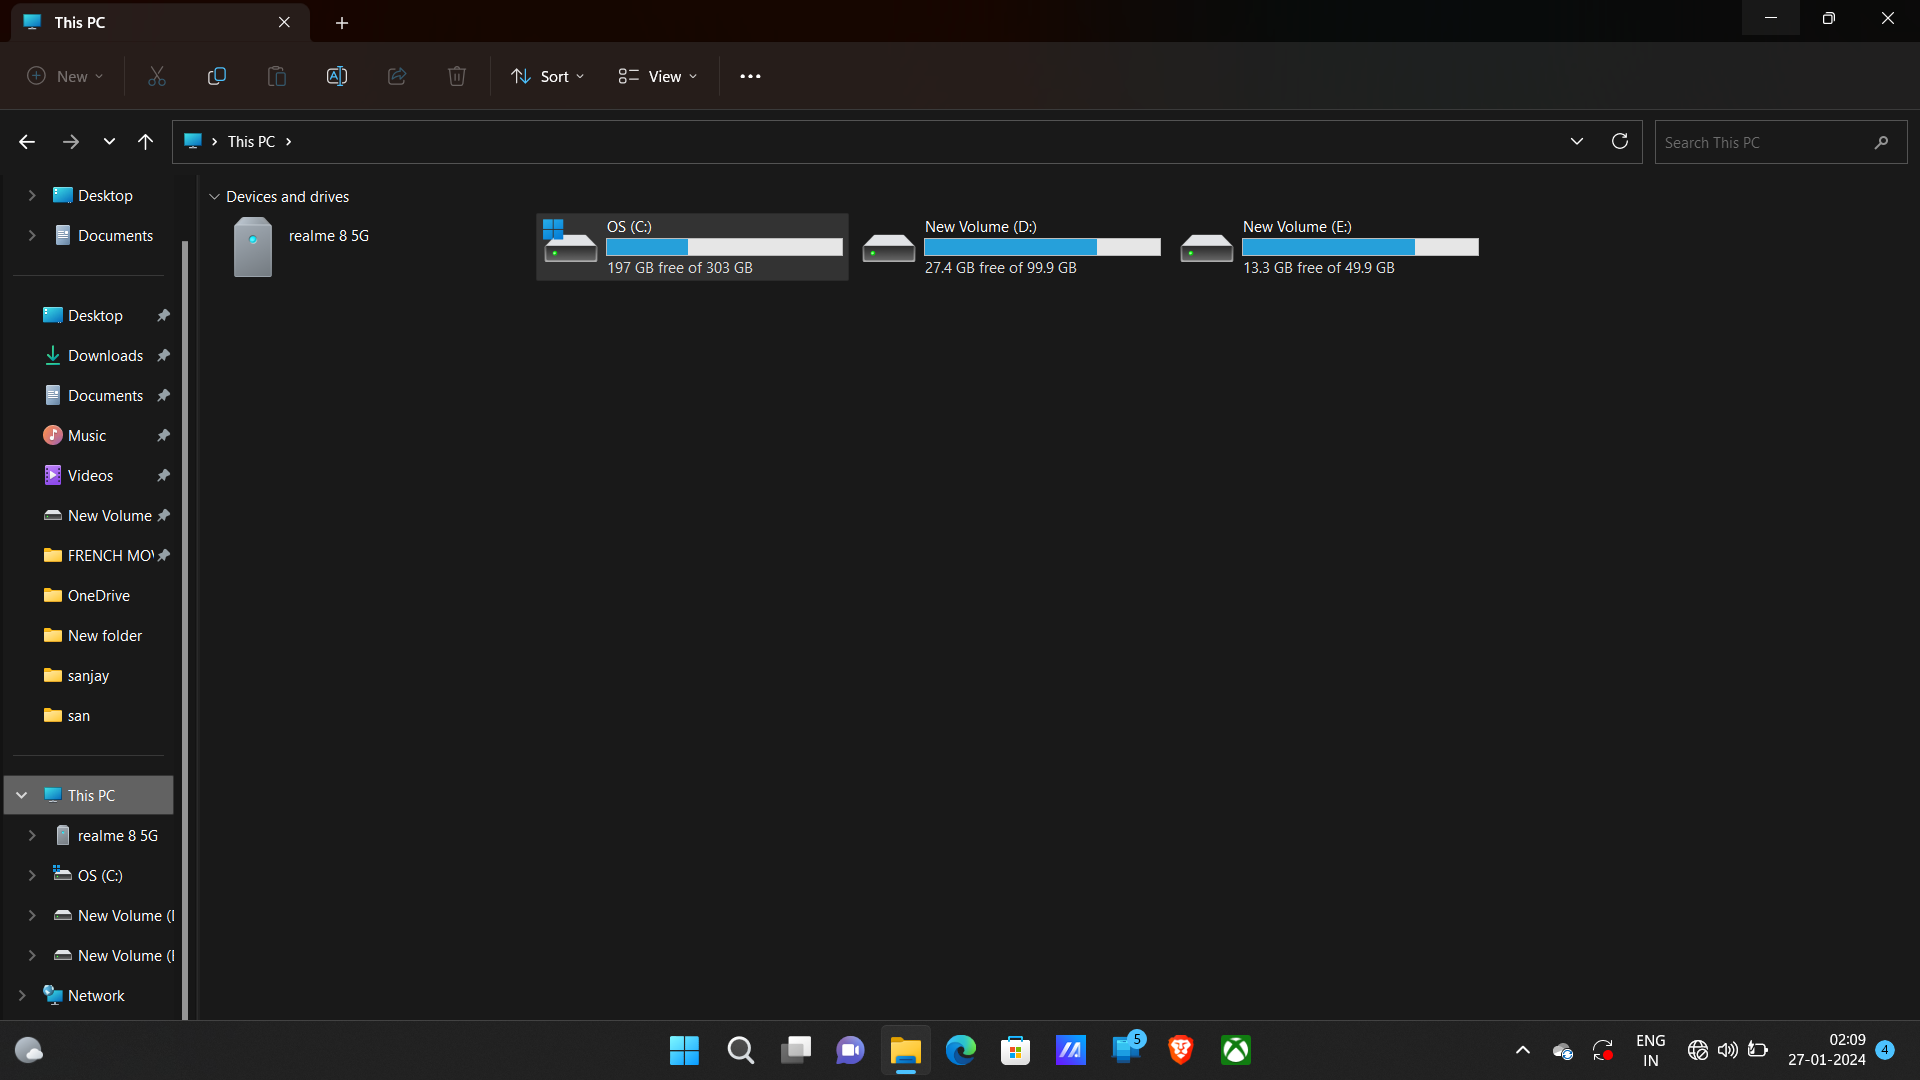 This PC
New
Sort
View
This PC
Search This PC
Desktop
Documents
Desktop
Downloads
Documents
Music
Videos
New Volume
FRENCH MO
OneDrive
New folder
sanjay
san
This PC
realme 8 5G
OS (C:)
New Volume (
New Volume (
Network
Devices and drives
realme 8 5G
OS (C:)
197 GB free of 303 GB
New Volume (D:)
27.4 GB free of 99.9 GB
New Volume (E:)
13.3 GB free of 49.9 GB
5
ENG
IN
02:09
27-01-2024
4